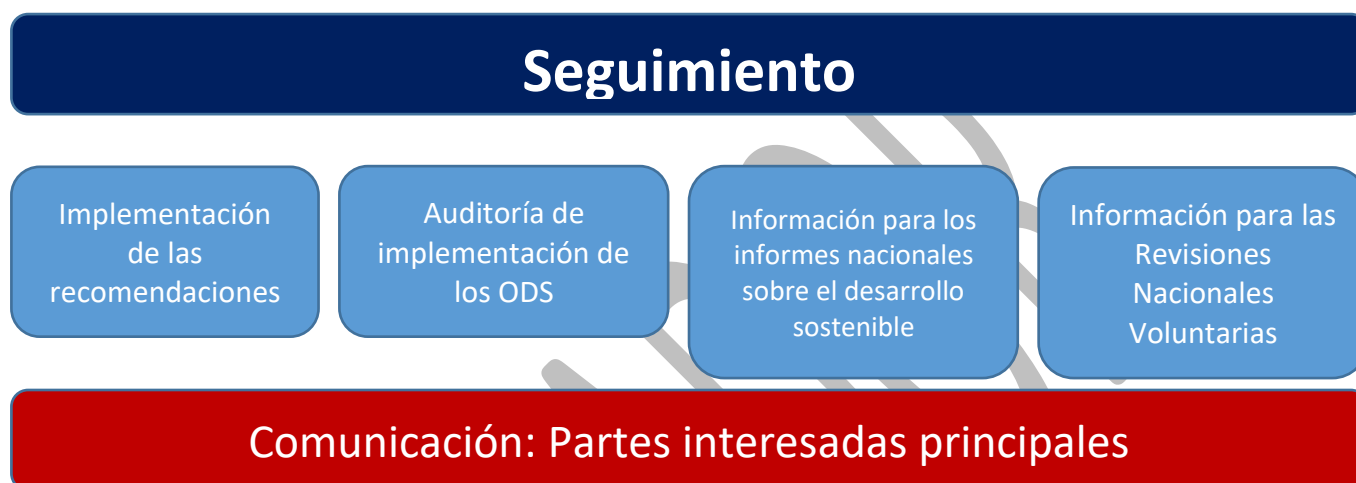 Seguimiento
Implementación
de las
recomendaciones
Auditoría de
implementación de
los ODS
Información para los
informes nacionales
sobre el desarrollo
sostenible
Información para las
Revisiones
Nacionales
Voluntarias
Comunicación: Partes interesadas principales